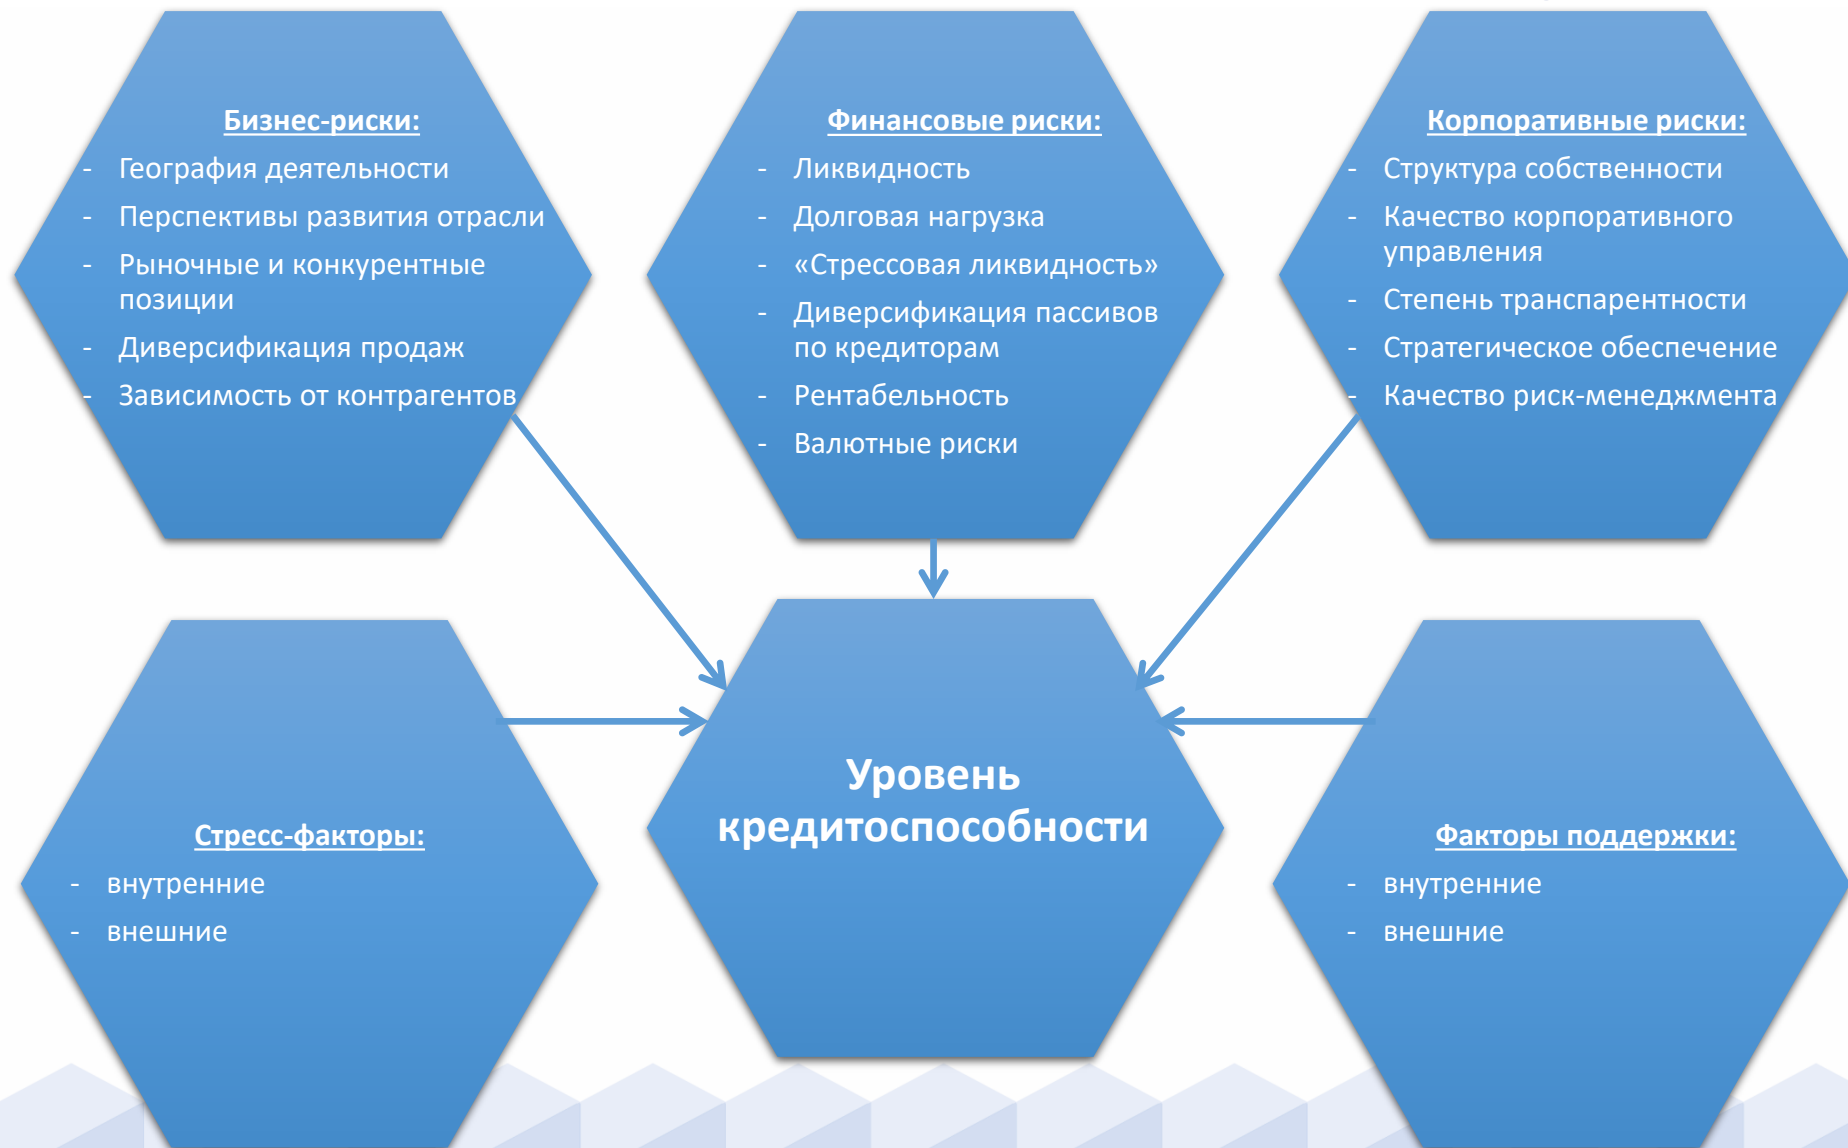 Бизнес-риски:
- География деятельности
- Перспективы развития отрасли
- Рыночные и конкурентные
позиции
- Диверсификация продаж
- Зависимость от контрагентов
Финансовые риски:
- Ликвидность
- Долговая нагрузка
- «Стрессовая ликвидность»
- Диверсификация пассивов
по кредиторам
- Рентабельность
- Валютные риски
Корпоративные риски:
- Структура собственности
- Качество корпоративного
управления
- Степень транспарентности
- Стратегическое обеспечение
- Качество риск-менеджмента
Стресс-факторы:
- внутренние
- внешние
Уровень
кредитоспособности
Факторы поддержки:
- внутренние
- внешние